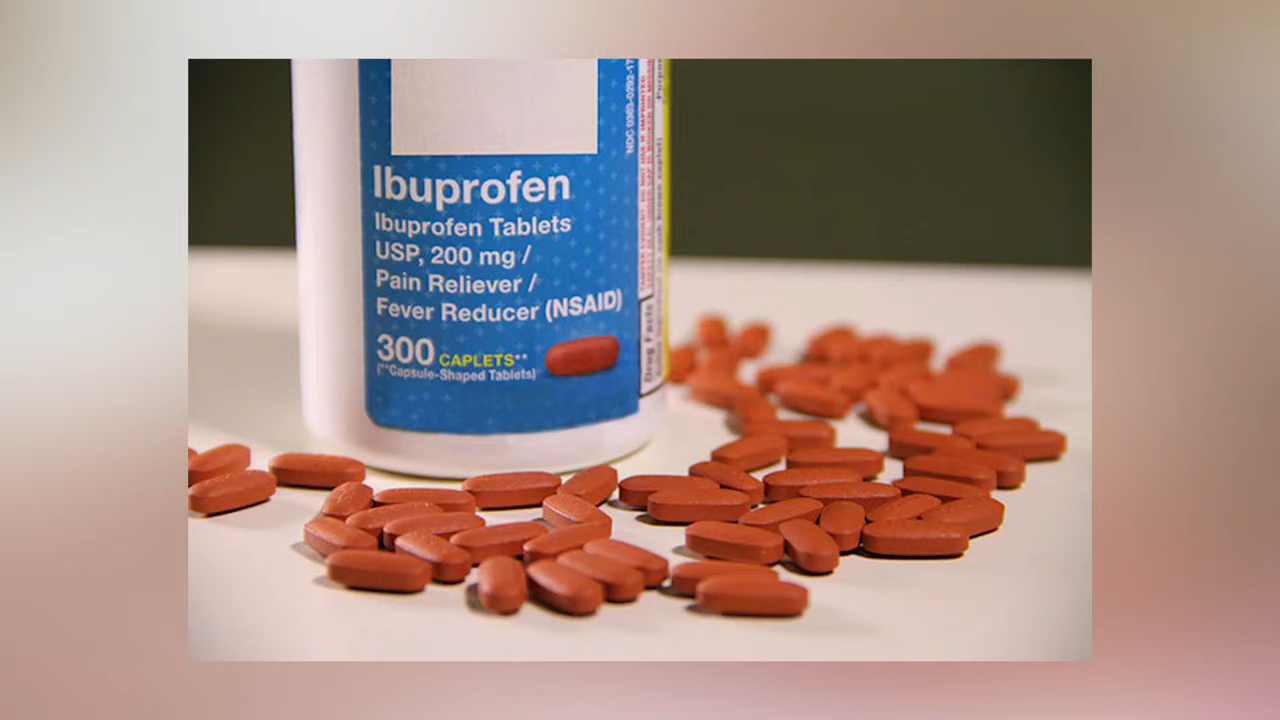 Ibuprofen
Ibuprofen Tablets
USP, 200 mg /
Pain Reliever /
Fever Reducer (NSAID)
300 CAPLETS**
(**Capsule-Shaped Tablets)
Drug Facts